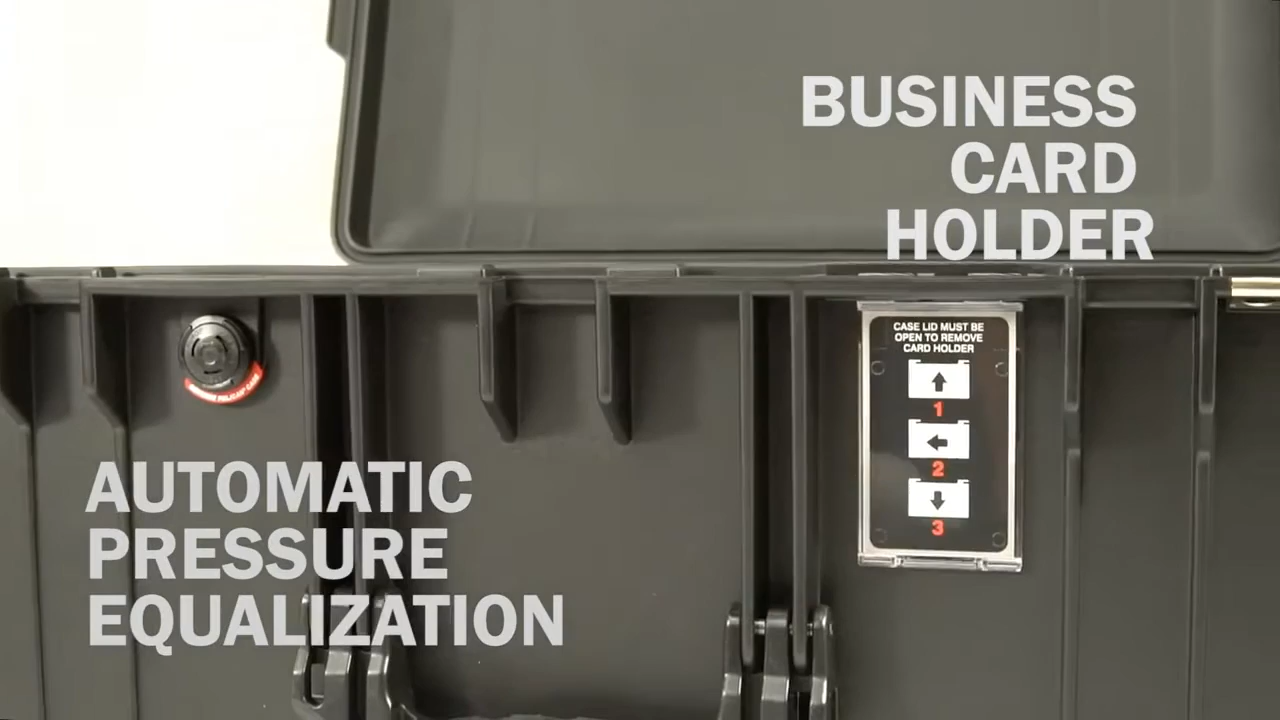 BUSINESS
CARD
HOLDER
CASE LID MUST BE
OPEN TO REMOVE
CARD HOLDER
1
2
3
AUTOMATIC
PRESSURE
EQUALIZATION